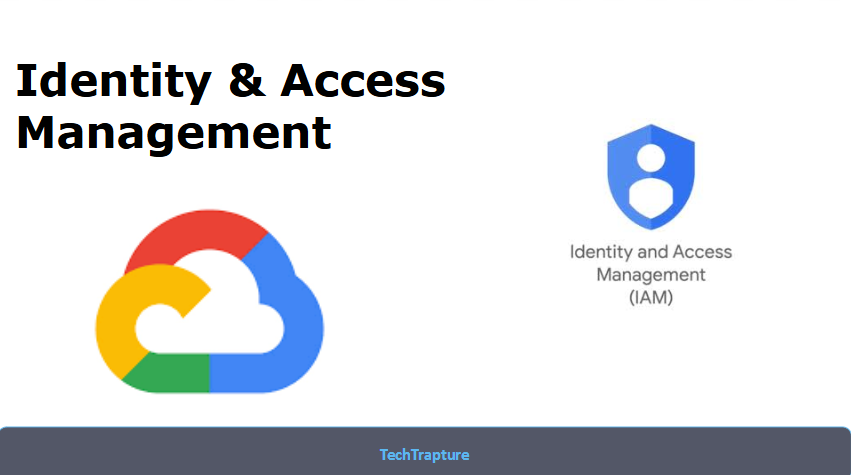 Identity & Access
Management
Identity and Access
Management
(IAM)
TechTrapture